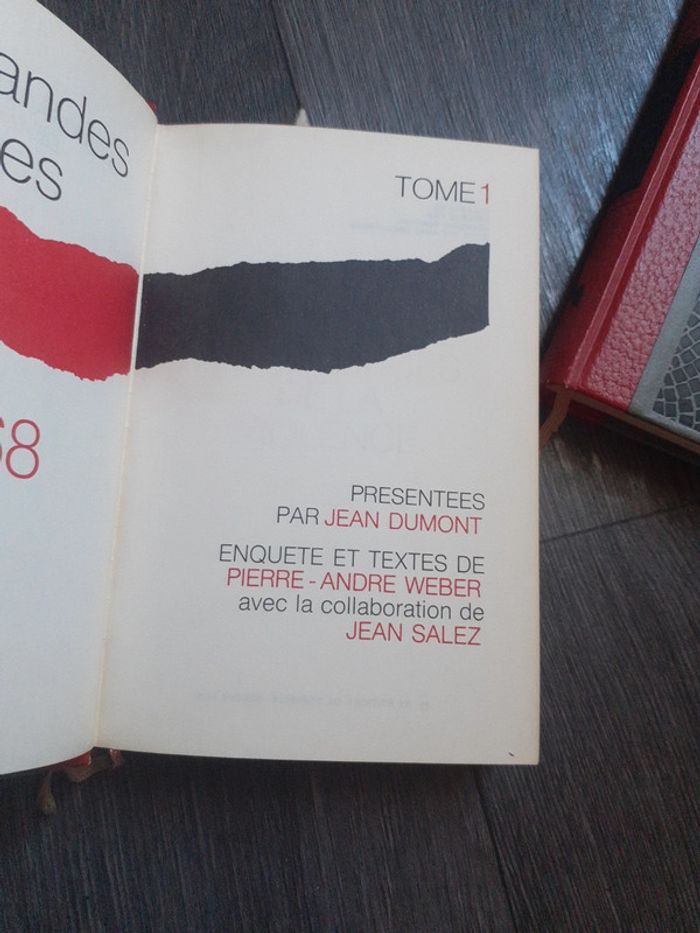 andes
es
68
TOME 1
PRESENTEES
PAR JEAN DUMONT
ENQUETE ET TEXTES DE
PIERRE-ANDRE WEBER
avec la collaboration de
JEAN SALEZ